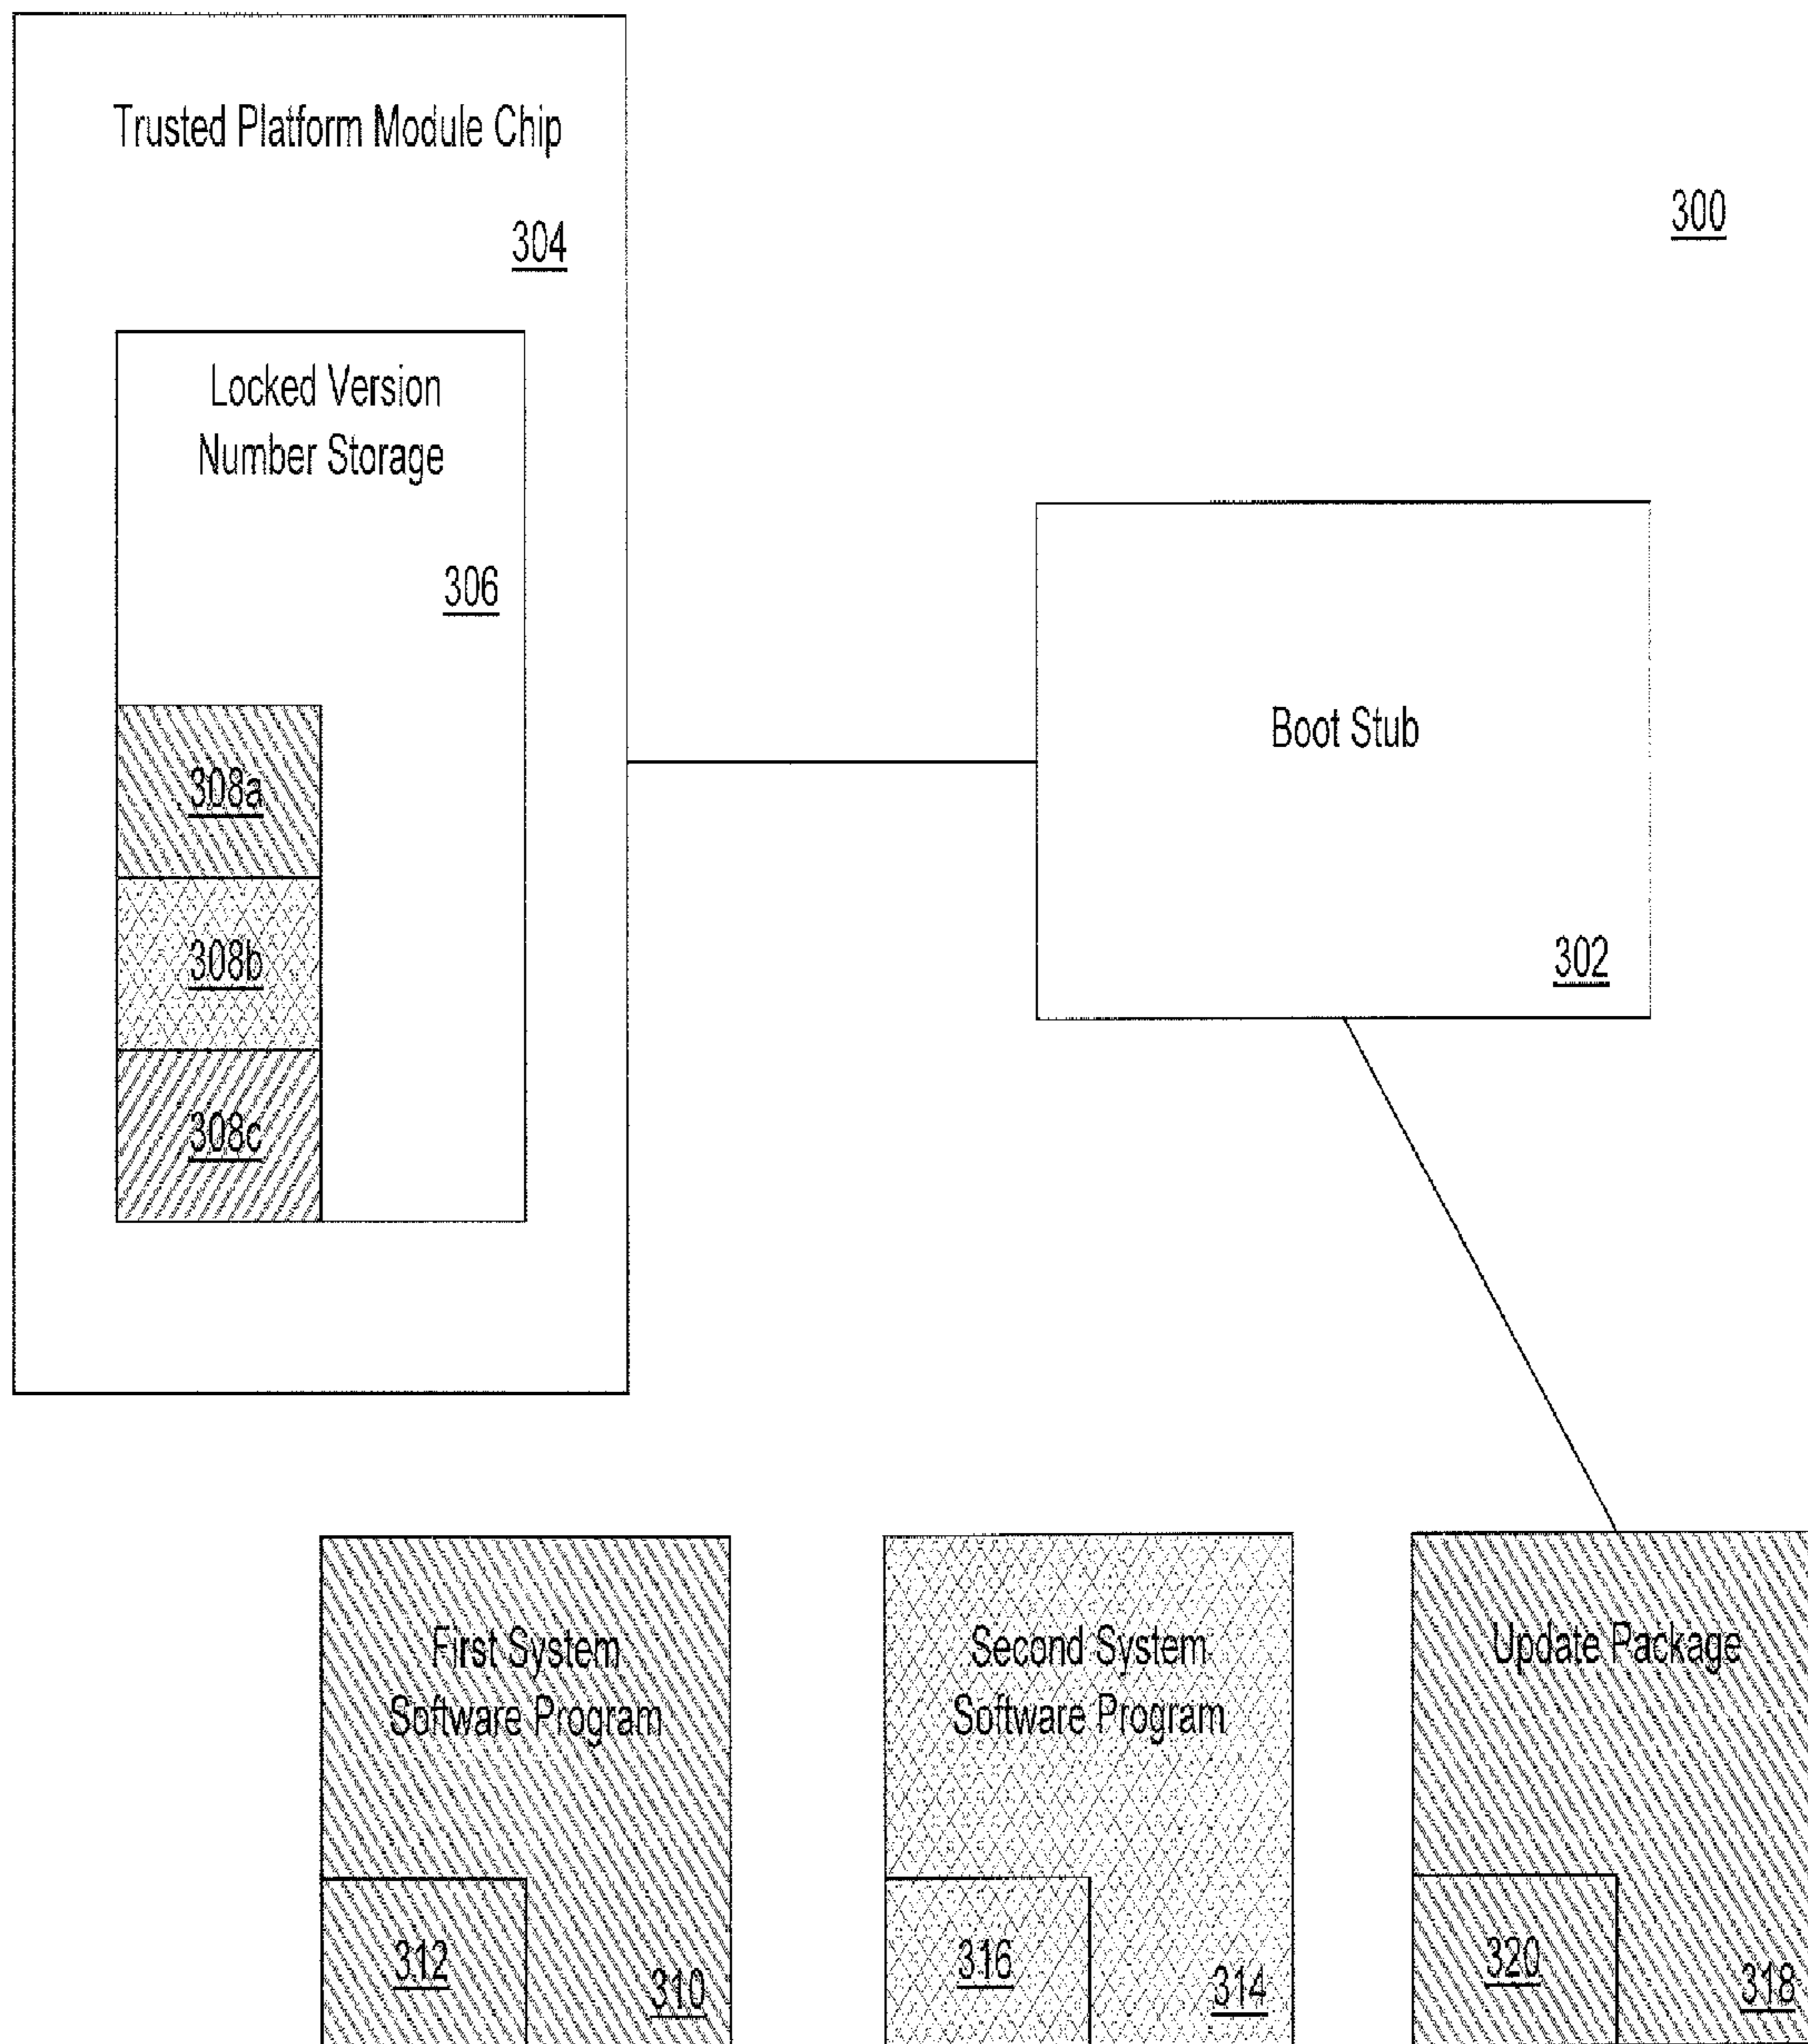 Trusted Platform Module Chip
304
300
Locked Version
Number Storage
306
308a
308b
308c
Boot Stub
302
First System
Software Program
312
310
Second System
Software Program
316
314
Update Package
320
318